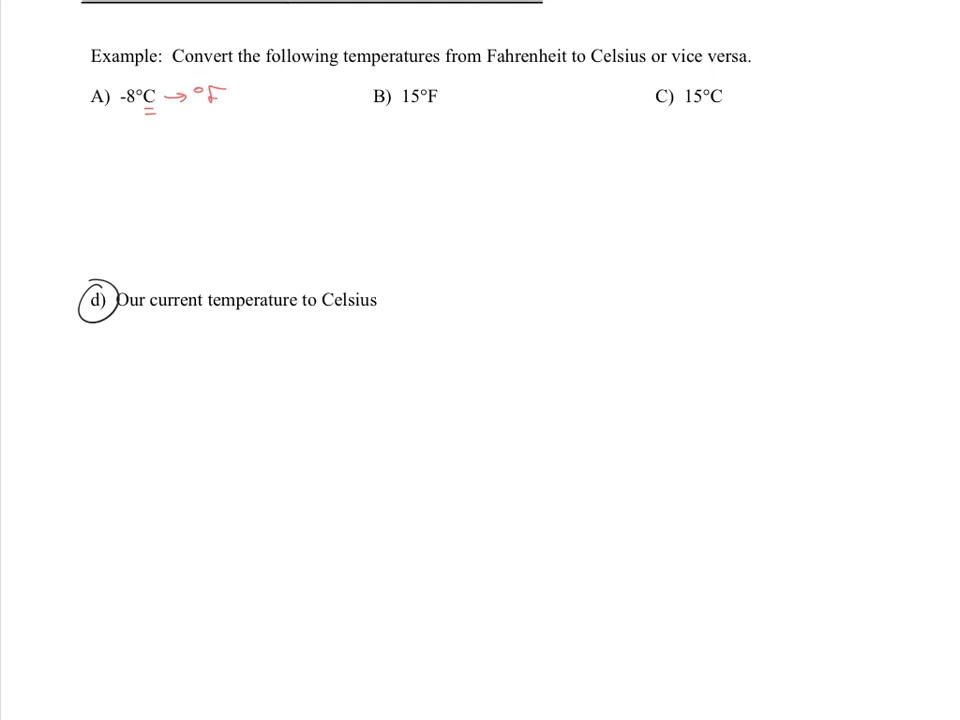 Example: Convert the following temperatures from Fahrenheit to Celsius or vice versa.
A) -8°C → °F B) 15°F C) 15°C
d) Our current temperature to Celsius